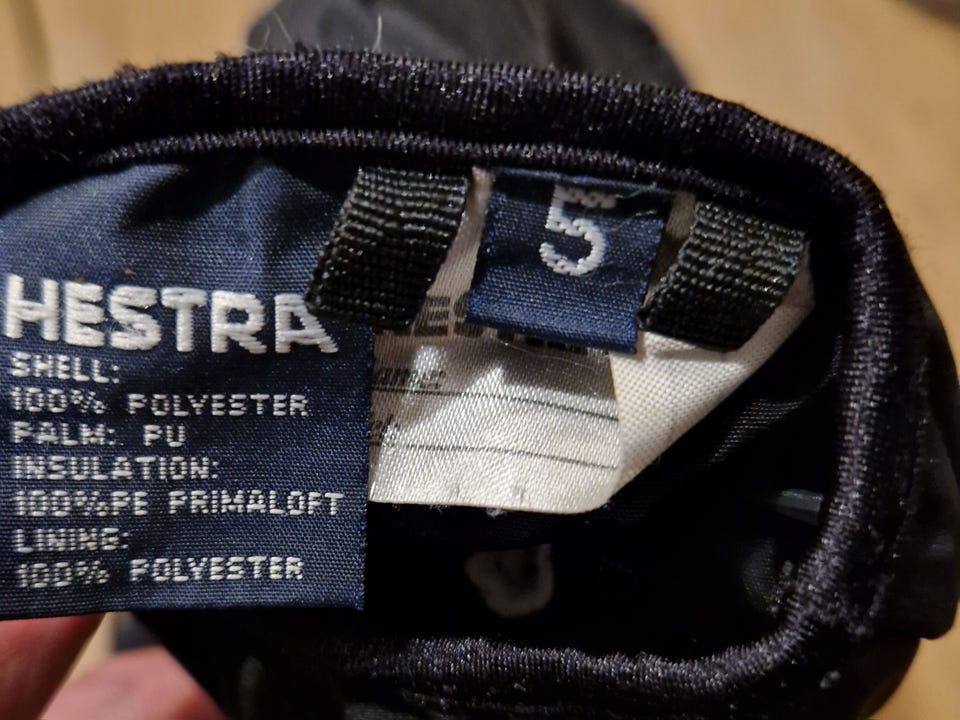 HESTRA
SHELL:
100% POLYESTER
PALM: PU
INSULATION:
100%PE PRIMALOFT
LINING:
100% POLYESTER
5